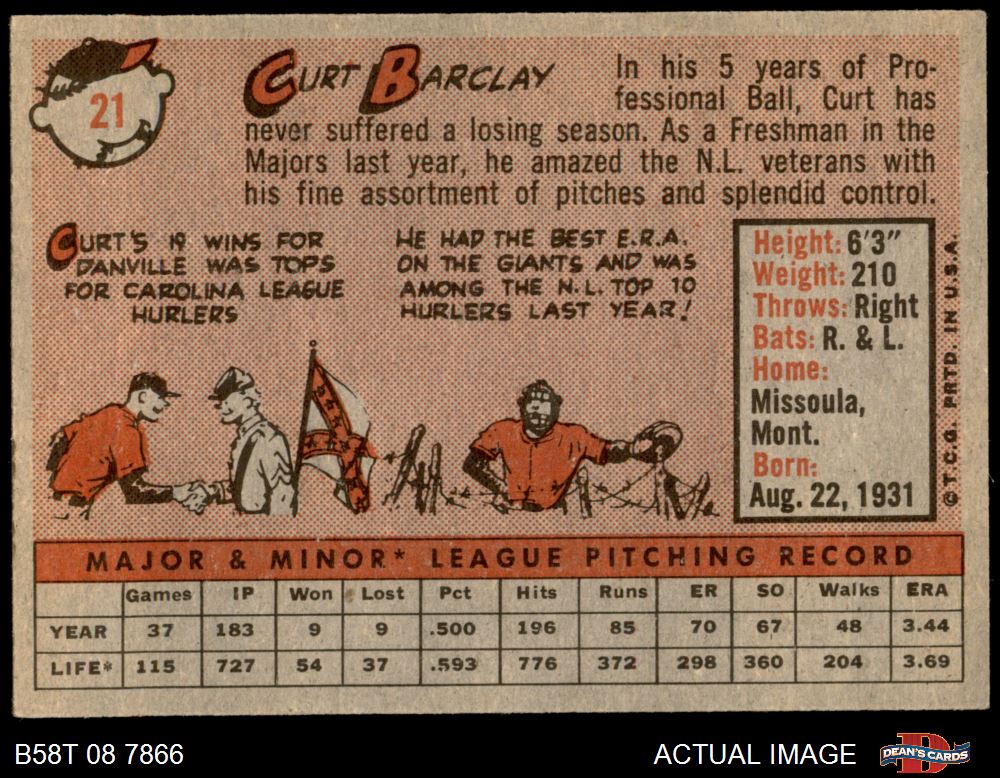 21
CURT BARCLAY
In his 5 years of Pro-
fessional Ball, Curt has
never suffered a losing season. As a Freshman in the
Majors last year, he amazed the N.L. veterans with
his fine assortment of pitches and splendid control.
CURT'S 19 WINS FOR
DANVILLE WAS TOPS
FOR CAROLINA LEAGUE
HURLERS
HE HAD THE BEST E.R.A.
ON THE GIANTS AND WAS
AMONG THE N.L. TOP 10
HURLERS LAST YEAR!
Height: 6'3"
Weight: 210
Throws: Right
Bats: R. & L.
Home:
Missoula,
Mont.
Born:
Aug. 22, 1931
© T.C.G. PRTD. IN U.S.A.
MAJOR & MINOR* LEAGUE PITCHING RECORD
Games IP Won Lost Pct Hits Runs ER SO Walks ERA
YEAR 37 183 9 9 .500 196 85 70 67 48 3.44
LIFE* 115 727 54 37 .593 776 372 298 360 204 3.69
B58T 08 7866
ACTUAL IMAGE
DEAN'S CARDS